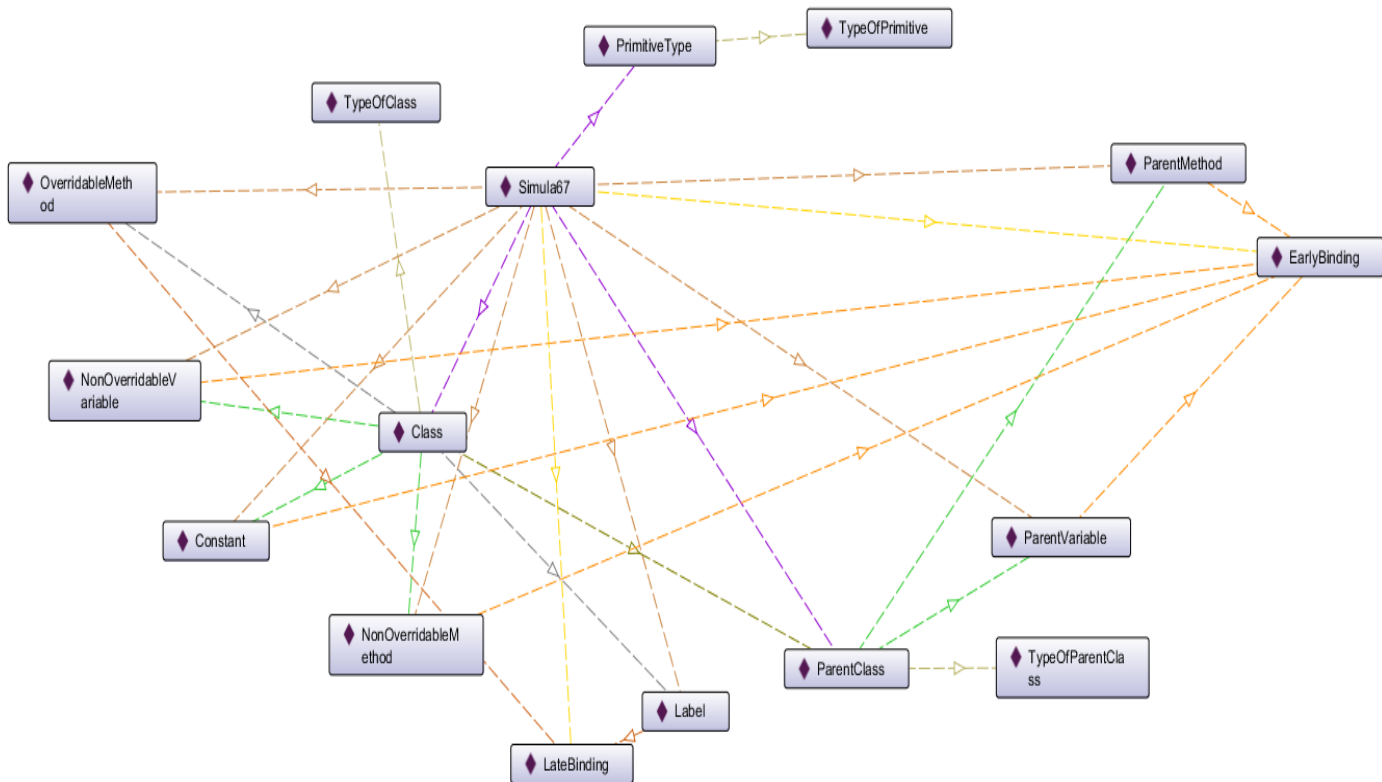 TypeOfPrimitive
PrimitiveType
TypeOfClass
ParentMethod
OverridableMeth
od
Simula67
EarlyBinding
NonOverridableV
ariable
Class
Constant
ParentVariable
NonOverridableM
ethod
ParentClass
TypeOfParentCla
ss
Label
LateBinding